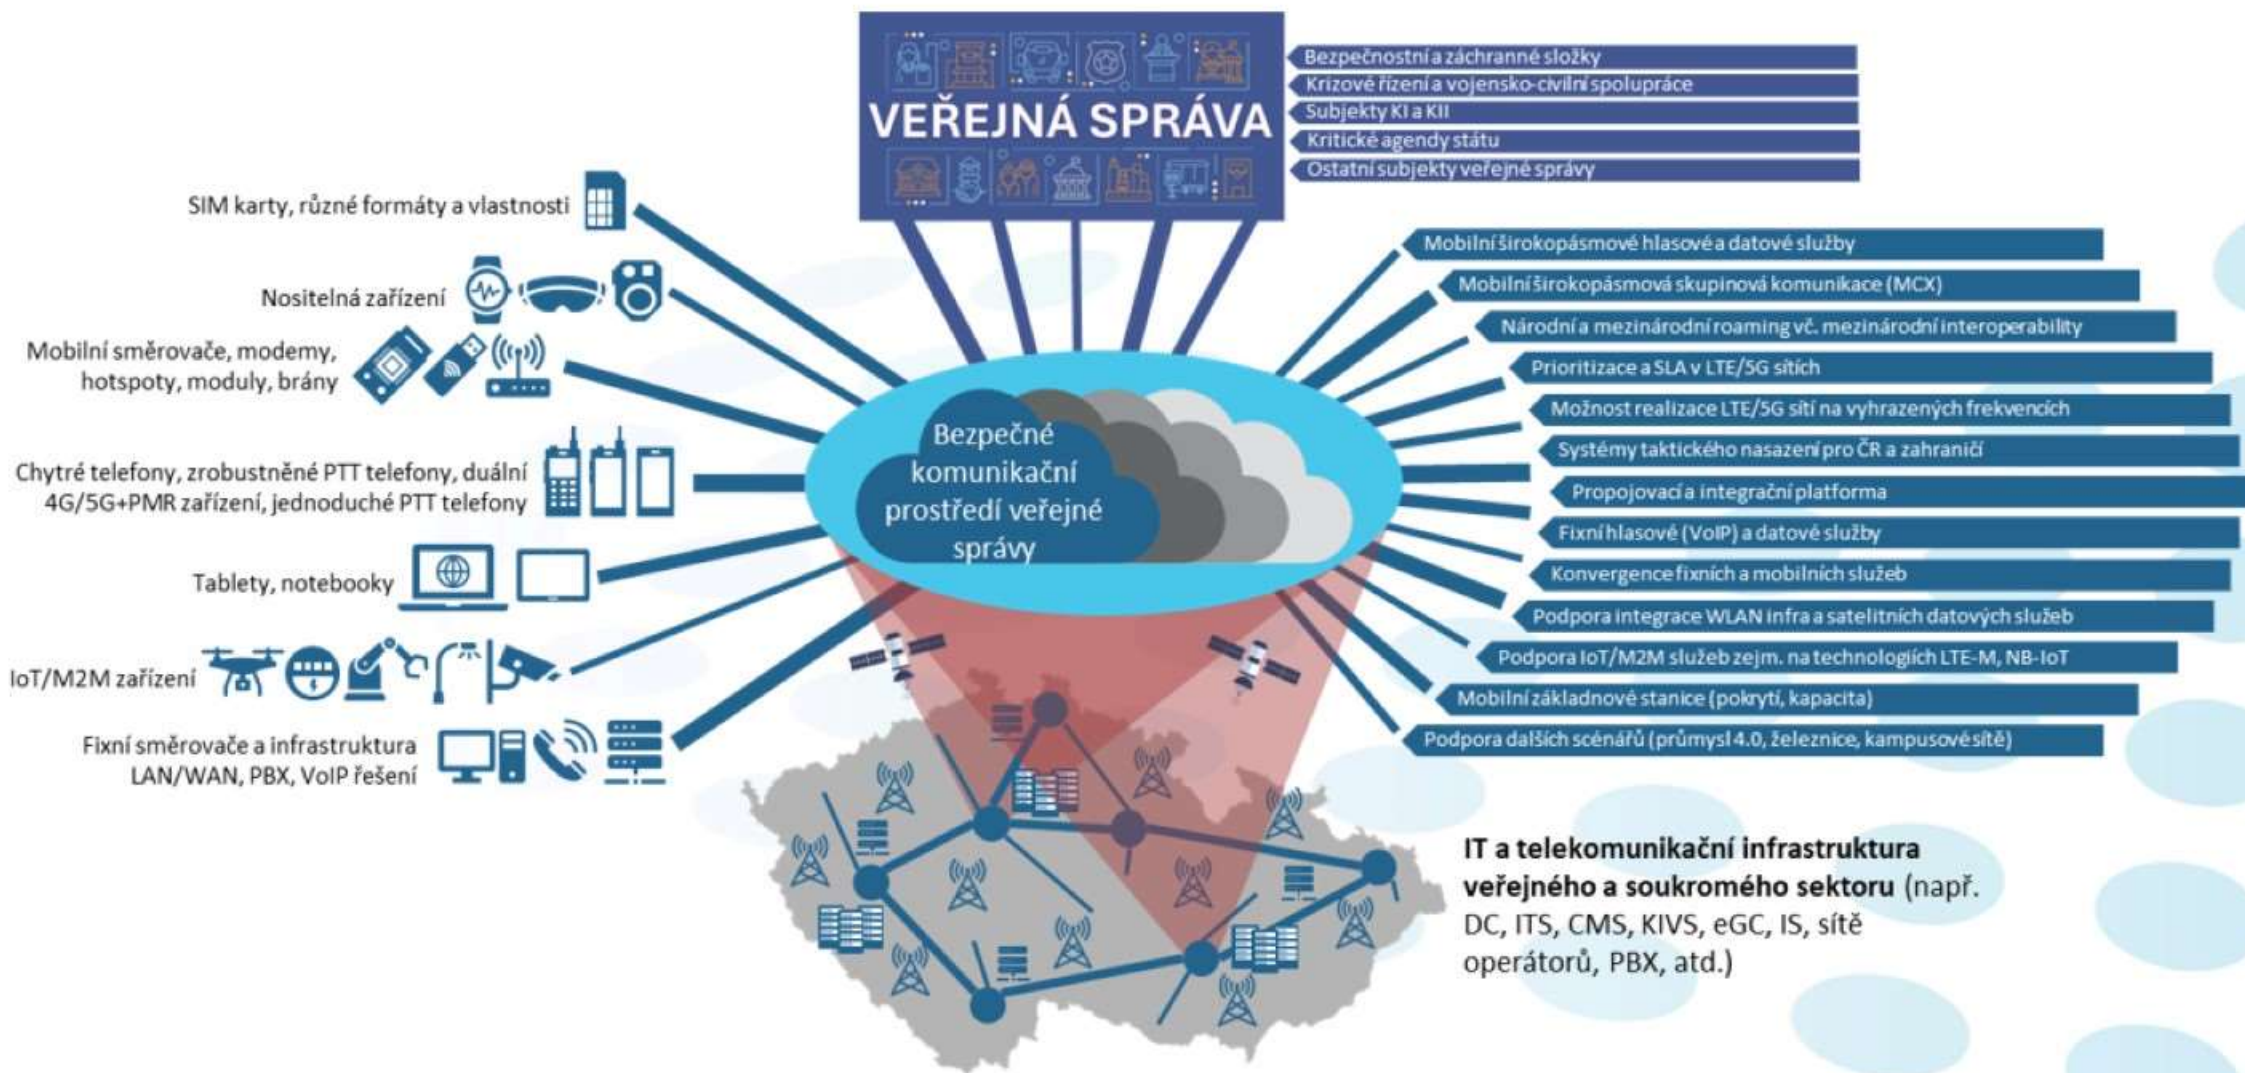 VEŘEJNÁ SPRÁVA
Bezpečnostní a záchranné složky
Krizové řízení a vojensko-civilní spolupráce
Subjekty KI a KII
Kritické agendy státu
Ostatní subjekty veřejné správy
SIM karty, různé formáty a vlastnosti
Nositelná zařízení
Mobilní směrovače, modemy,
hotspoty, moduly, brány
Chytré telefony, zrobustněné PTT telefony, duální
4G/5G+PMR zařízení, jednoduché PTT telefony
Tablety, notebooky
IoT/M2M zařízení
Fixní směrovače a infrastruktura
LAN/WAN, PBX, VoIP řešení
Bezpečné
komunikační
prostředí veřejné
správy
Mobilní širokopásmové hlasové a datové služby
Mobilní širokopásmová skupinová komunikace (MCX)
Národní a mezinárodní roaming vč. mezinárodní interoperability
Prioritizace a SLA v LTE/5G sítích
Možnost realizace LTE/5G sítí na vyhrazených frekvencích
Systémy taktického nasazení pro ČR a zahraničí
Propojovací a integrační platforma
Fixní hlasové (VoIP) a datové služby
Konvergence fixních a mobilních služeb
Podpora integrace WLAN infra a satelitních datových služeb
Podpora IoT/M2M služeb zejm. na technologiích LTE-M, NB-IoT
Mobilní základnové stanice (pokrytí, kapacita)
Podpora dalších scénářů (průmysl 4.0, železnice, kampusové sítě)
IT a telekomunikační infrastruktura
veřejného a soukromého sektoru (např.
DC, ITS, CMS, KIVS, eGC, IS, sítě
operátorů, PBX, atd.)